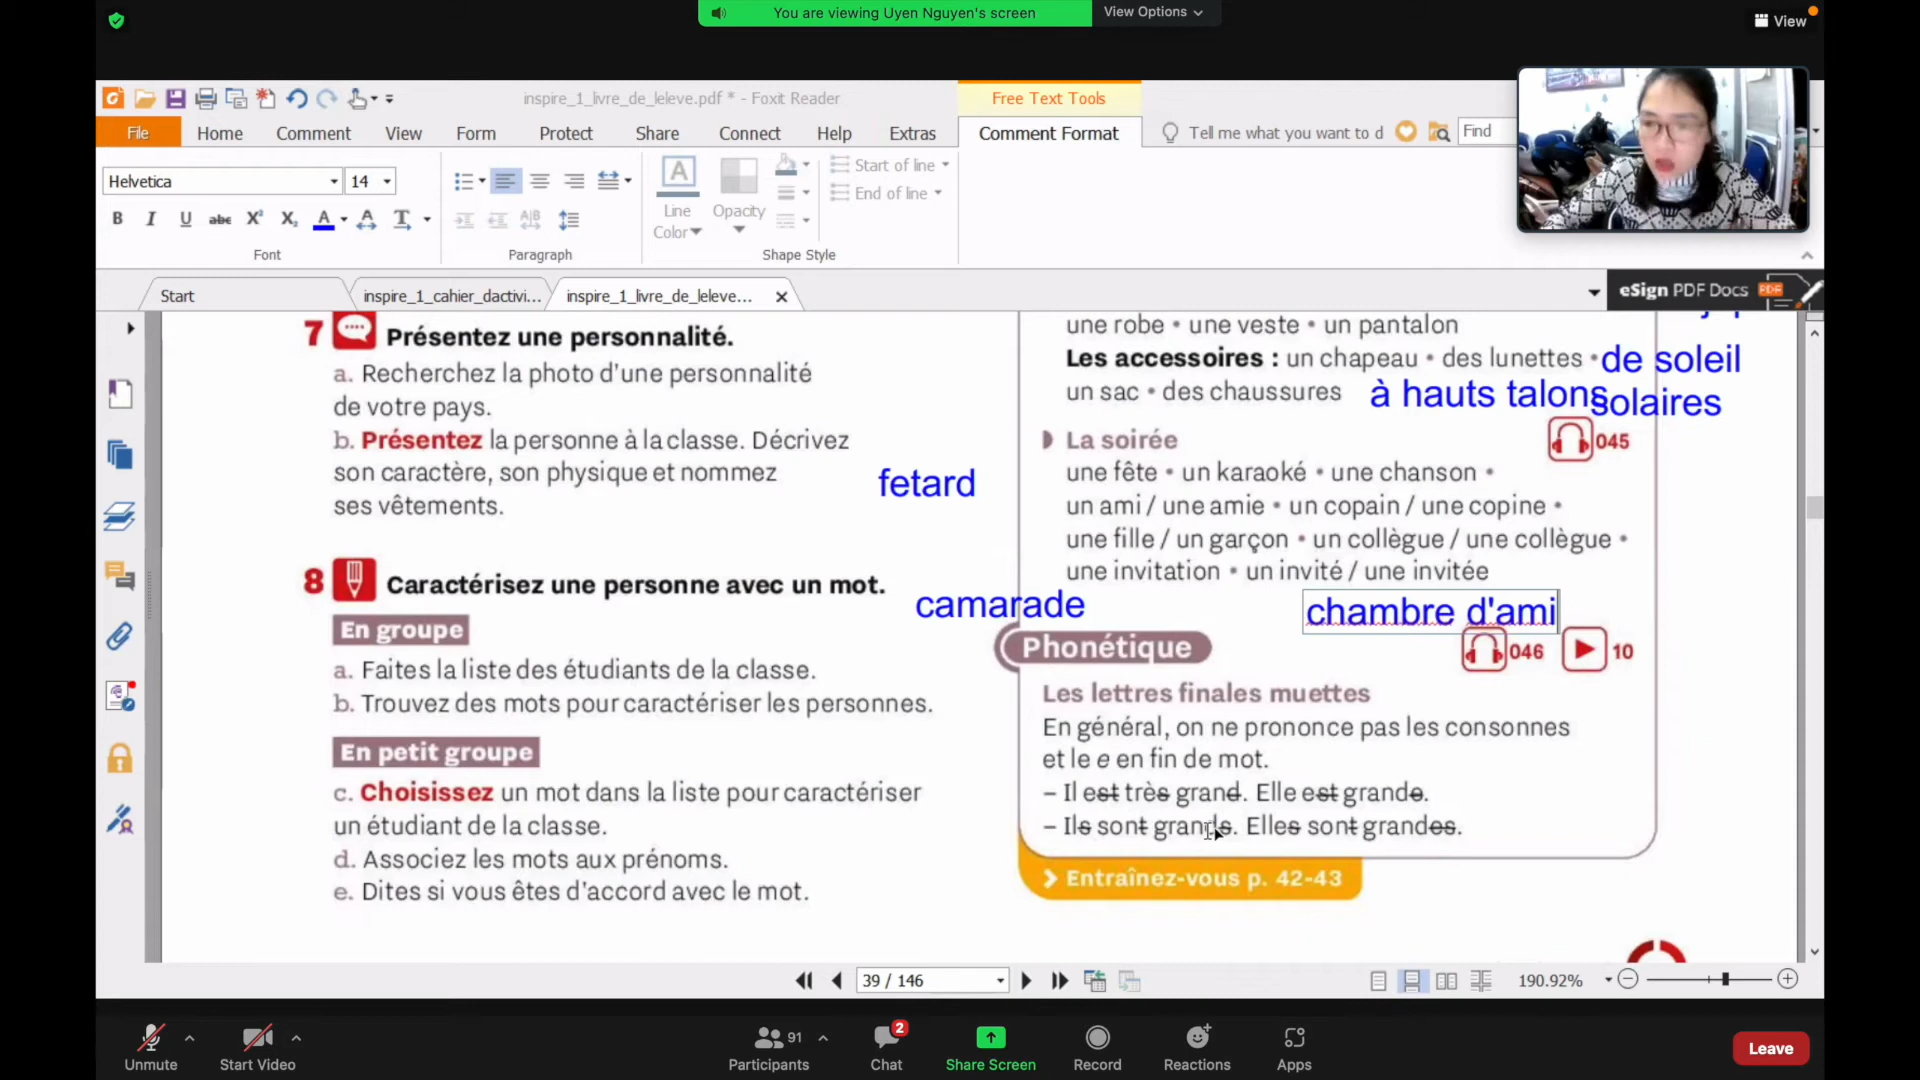 You are viewing Uyen Nguyen's screen
View Options
View
inspire_1_livre_de_leleve.pdf * - Foxit Reader
Free Text Tools
File
Home
Comment
View
Form
Protect
Share
Connect
Help
Extras
Comment Format
Tell me what you want to d
Find
Helvetica
14
Start of line
End of line
Line
Color
Opacity
Font
Paragraph
Shape Style
Start
inspire_1_cahier_dactivi...
inspire_1_livre_de_leleve...
eSign PDF Docs
PDF
7 Présentez une personnalité.
a. Recherchez la photo d'une personnalité
de votre pays.
b. Présentez la personne à la classe. Décrivez
son caractère, son physique et nommez
ses vêtements.
fetard
8 Caractérisez une personne avec un mot.
camarade
En groupe
a. Faites la liste des étudiants de la classe.
b. Trouvez des mots pour caractériser les personnes.
En petit groupe
c. Choisissez un mot dans la liste pour caractériser
un étudiant de la classe.
d. Associez les mots aux prénoms.
e. Dites si vous êtes d'accord avec le mot.
une robe • une veste • un pantalon
Les accessoires : un chapeau • des lunettes •
de soleil
un sac • des chaussures
à hauts talons
solaires
La soirée
045
une fête • un karaoké • une chanson •
un ami / une amie • un copain / une copine •
une fille / un garçon • un collègue / une collègue •
une invitation • un invité / une invitée
chambre d'ami
Phonétique
046
10
Les lettres finales muettes
En général, on ne prononce pas les consonnes
et le e en fin de mot.
– Il est très grand. Elle est grande.
– Ils sont grands. Elles sont grandes.
Entraînez-vous p. 42-43
39 / 146
190.92%
Unmute
Start Video
91
Participants
2
Chat
Share Screen
Record
Reactions
Apps
Leave